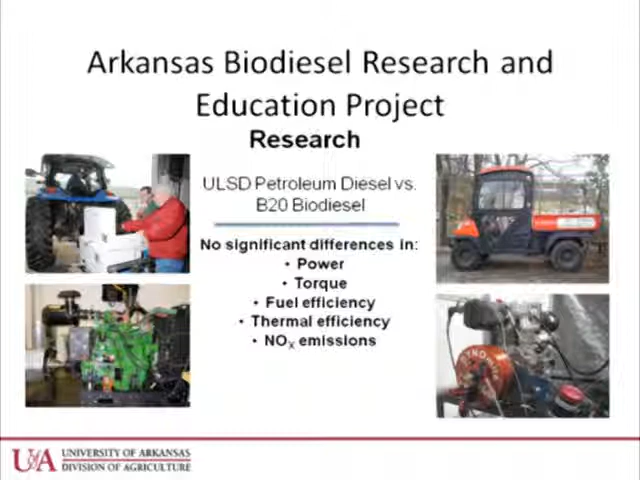 Arkansas Biodiesel Research and
Education Project
Research
ULSD Petroleum Diesel vs.
B20 Biodiesel
No significant differences in:
• Power
• Torque
• Fuel efficiency
• Thermal efficiency
• NOX emissions
UofA UNIVERSITY OF ARKANSAS
DIVISION OF AGRICULTURE